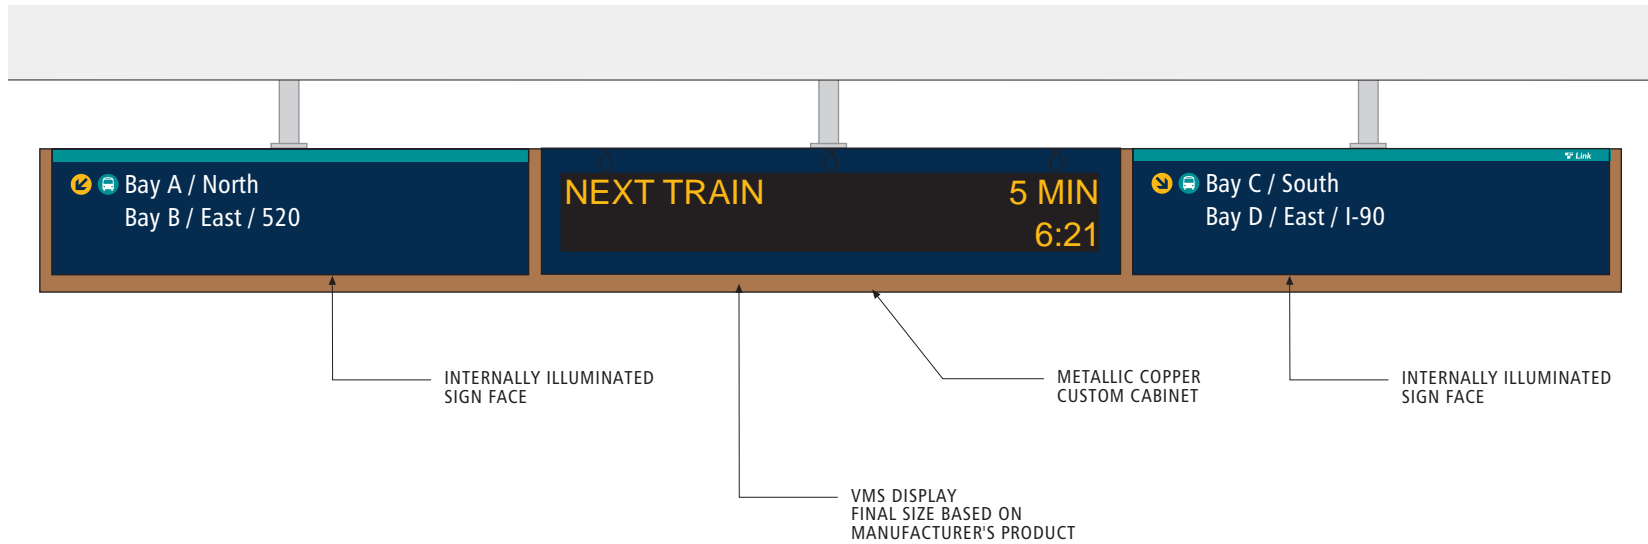 Bay A / North
Bay B / East / 520
NEXT TRAIN 5 MIN
6:21
Link
Bay C / South
Bay D / East / I-90
INTERNALLY ILLUMINATED
SIGN FACE
METALLIC COPPER
CUSTOM CABINET
INTERNALLY ILLUMINATED
SIGN FACE
VMS DISPLAY
FINAL SIZE BASED ON
MANUFACTURER'S PRODUCT